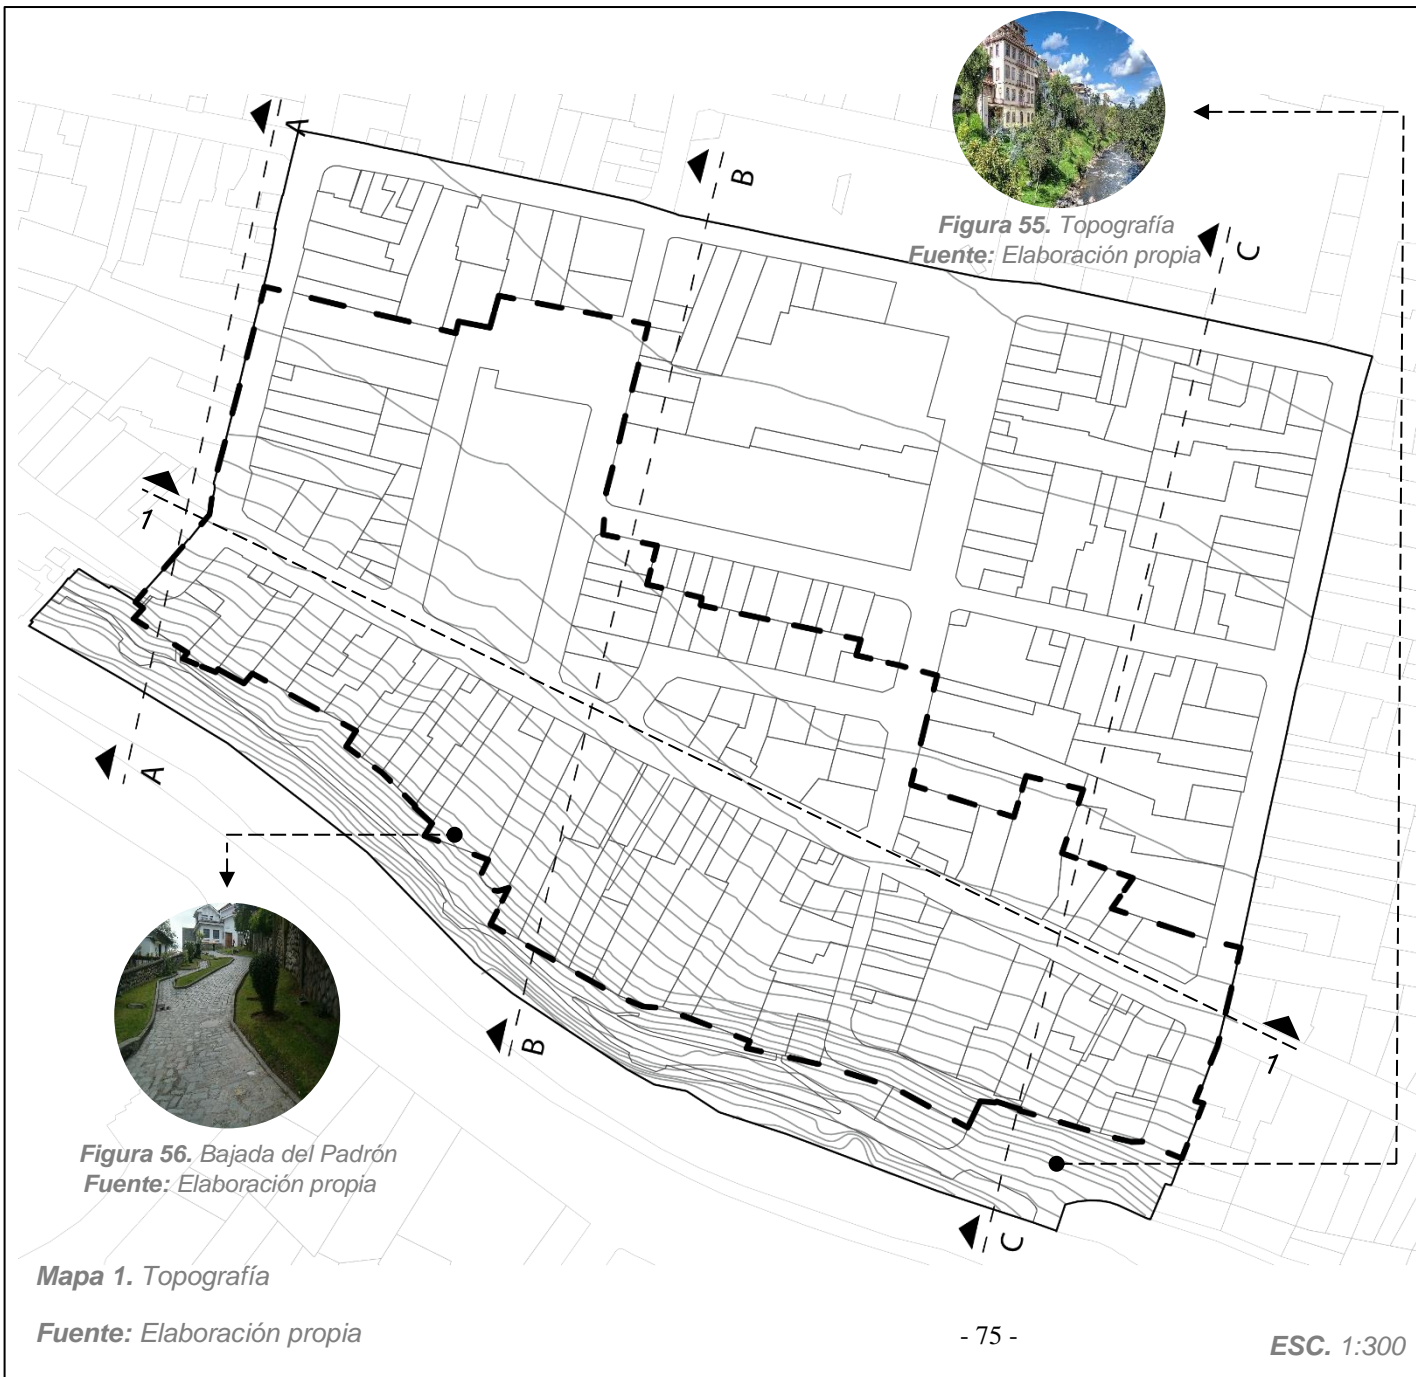 A
B
C
Figura 55. Topografía
Fuente: Elaboración propia
1
A
B
C
1
Figura 56. Bajada del Padrón
Fuente: Elaboración propia
Mapa 1. Topografía
Fuente: Elaboración propia
- 75 -
ESC. 1:300